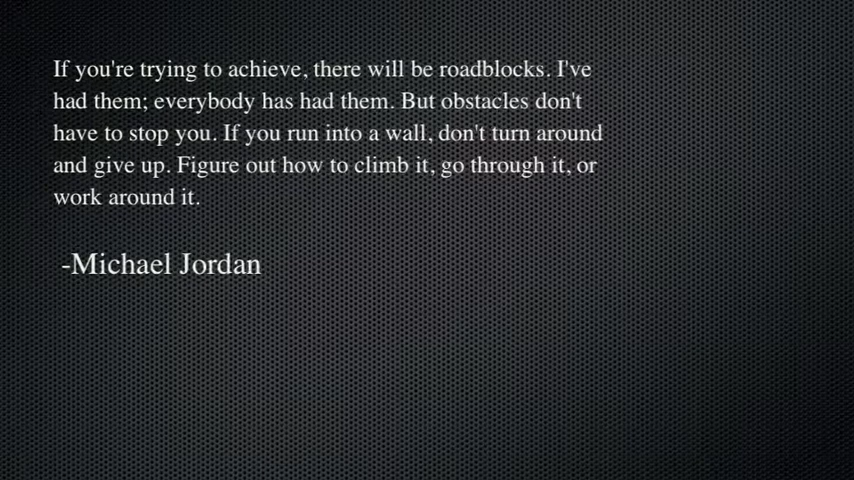 If you're trying to achieve, there will be roadblocks. I've
had them; everybody has had them. But obstacles don't
have to stop you. If you run into a wall, don't turn around
and give up. Figure out how to climb it, go through it, or
work around it.
-Michael Jordan